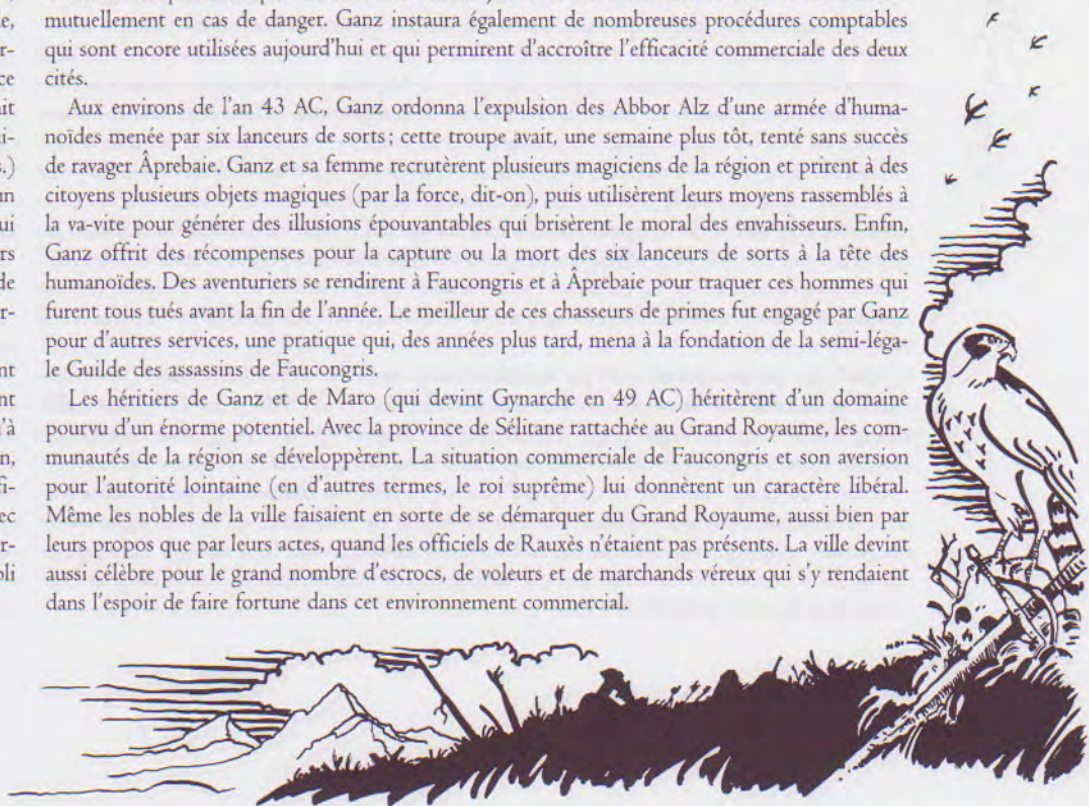 mutuellement en cas de danger. Ganz instaura également de nombreuses procédures comptables
qui sont encore utilisées aujourd'hui et qui permirent d'accroître l'efficacité commerciale des deux
cités.
Aux environs de l'an 43 AC, Ganz ordonna l'expulsion des Abbor Alz d'une armée d'huma-
noïdes menée par six lanceurs de sorts; cette troupe avait, une semaine plus tôt, tenté sans succès
de ravager Âprebaie. Ganz et sa femme recrutèrent plusieurs magiciens de la région et prirent à des
citoyens plusieurs objets magiques (par la force, dit-on), puis utilisèrent leurs moyens rassemblés à
la va-vite pour générer des illusions épouvantables qui brisèrent le moral des envahisseurs. Enfin,
Ganz offrit des récompenses pour la capture ou la mort des six lanceurs de sorts à la tête des
humanoïdes. Des aventuriers se rendirent à Faucongris et à Âprebaie pour traquer ces hommes qui
furent tous tués avant la fin de l'année. Le meilleur de ces chasseurs de primes fut engagé par Ganz
pour d'autres services, une pratique qui, des années plus tard, mena à la fondation de la semi-léga-
le Guilde des assassins de Faucongris.
Les héritiers de Ganz et de Maro (qui devint Gynarche en 49 AC) héritèrent d'un domaine
pourvu d'un énorme potentiel. Avec la province de Sélitane rattachée au Grand Royaume, les com-
munautés de la région se développèrent. La situation commerciale de Faucongris et son aversion
pour l'autorité lointaine (en d'autres termes, le roi suprême) lui donnèrent un caractère libéral.
Même les nobles de la ville faisaient en sorte de se démarquer du Grand Royaume, aussi bien par
leurs propos que par leurs actes, quand les officiels de Rauxès n'étaient pas présents. La ville devint
aussi célèbre pour le grand nombre d'escrocs, de voleurs et de marchands véreux qui s'y rendaient
dans l'espoir de faire fortune dans cet environnement commercial.